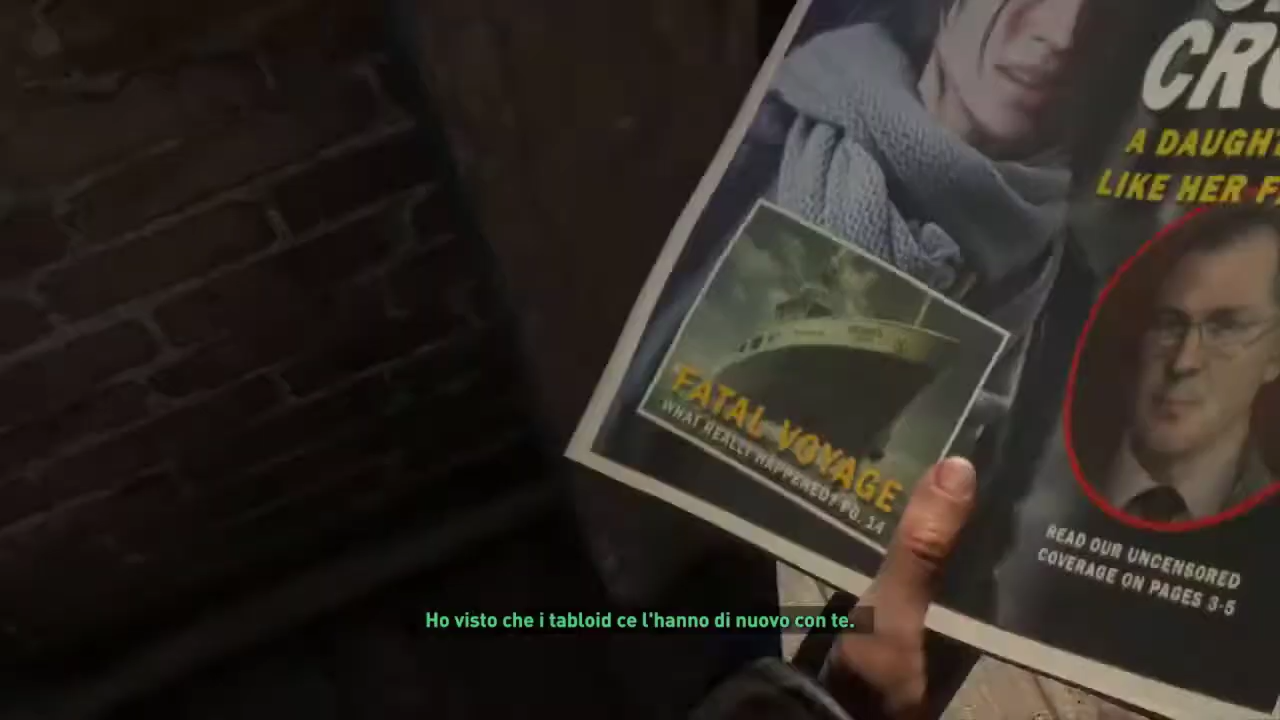 CR
A DAUGHT
LIKE HER F
FATAL VOYAGE
WHAT REALLY HAPPENED? PG. 14
READ OUR UNCENSORED
COVERAGE ON PAGES 3-5
Ho visto che i tabloid ce l'hanno di nuovo con te.